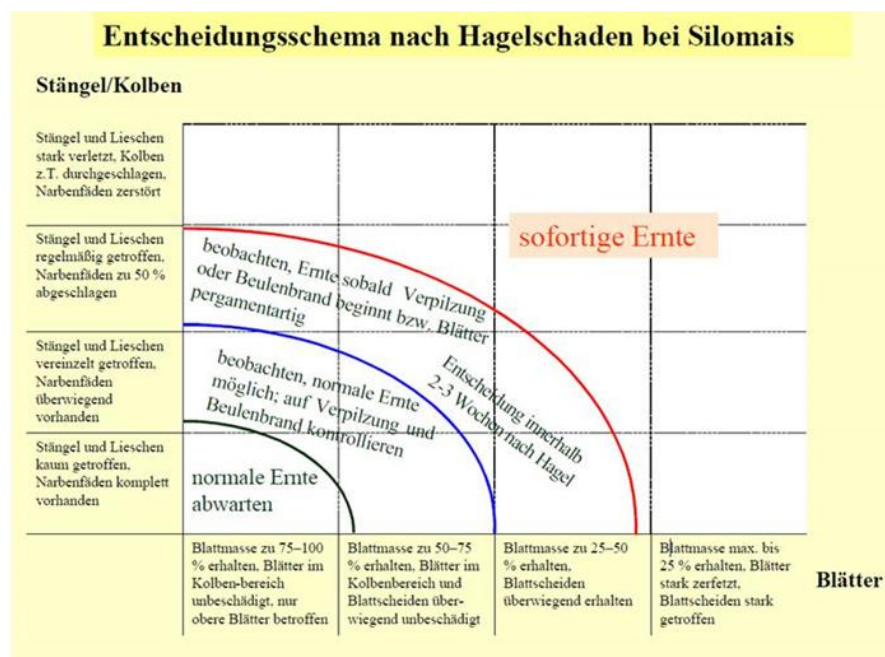 Entscheidungsschema nach Hagelschaden bei Silomais
Stängel/Kolben
Stängel und Lieschen
stark verletzt, Kolben
z.T. durchgeschlagen,
Narbenfäden zerstört
sofortige Ernte
Stängel und Lieschen
regelmäßig getroffen,
Narbenfäden zu 50 %
abgeschlagen
beobachten, Ernte sobald Verpilzung
oder Beulenbrand beginnt bzw. Blätter
pergamentartig
Stängel und Lieschen
vereinzelt getroffen,
Narbenfäden
überwiegend
vorhanden
beobachten, normale Ernte
möglich; auf Verpilzung und
Beulenbrand kontrollieren
Entscheidung innerhalb
2-3 Wochen nach Hagel
Stängel und Lieschen
kaum getroffen,
Narbenfäden komplett
vorhanden
normale Ernte
abwarten
Blattmasse zu 75–100
% erhalten, Blätter im
Kolben-bereich
unbeschädigt, nur
obere Blätter betroffen
Blattmasse zu 50–75
% erhalten, Blätter im
Kolbenbereich und
Blattscheiden über-
wiegend unbeschädigt
Blattmasse zu 25–50
% erhalten,
Blattscheiden
überwiegend erhalten
Blattmasse max. bis
25 % erhalten, Blätter
stark zerfetzt,
Blattscheiden stark
getroffen
Blätter